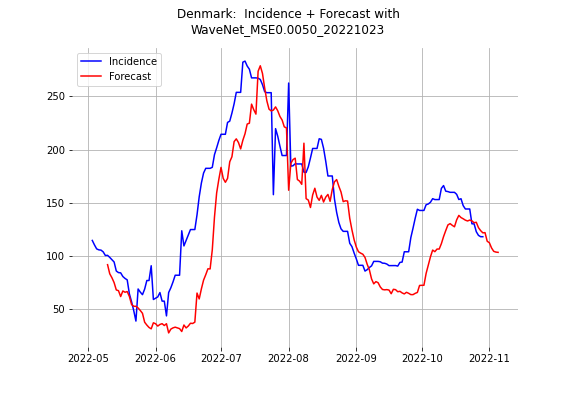 Denmark:  Incidence + Forecast with
WaveNet_MSE0.0050_20221023
Incidence
Forecast
250
200
150
100
50
2022-05 2022-06 2022-07 2022-08 2022-09 2022-10 2022-11